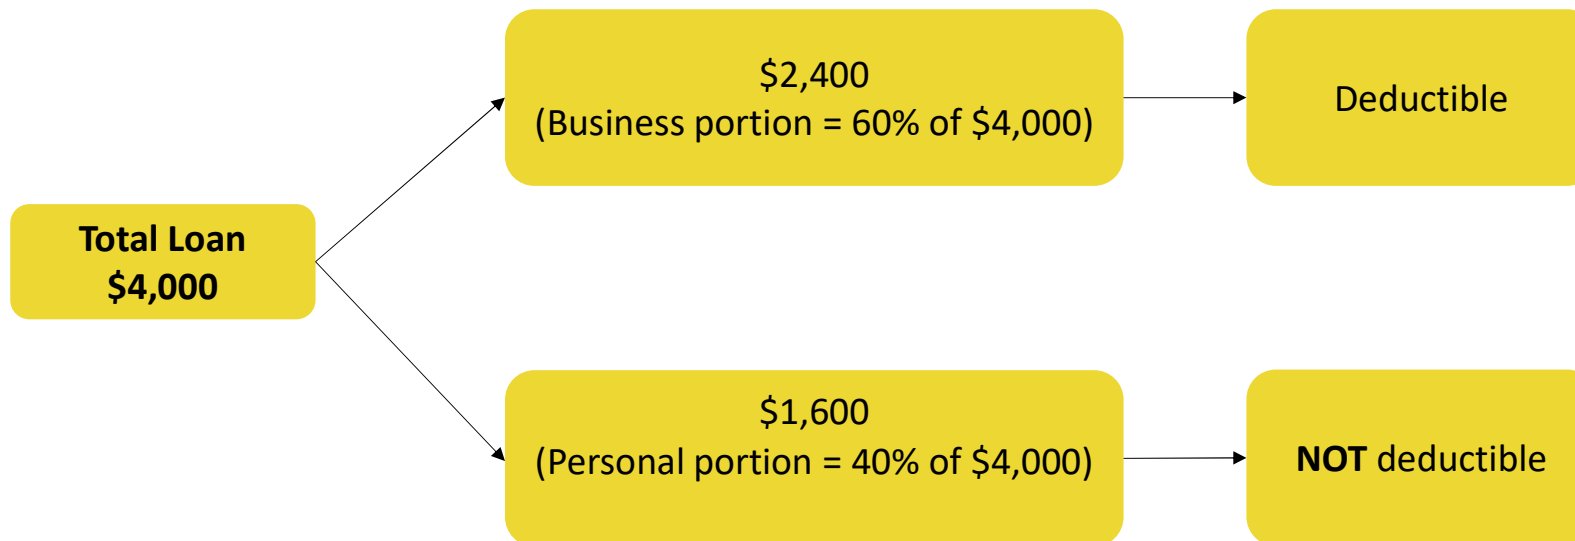 Total Loan
$4,000
$2,400
(Business portion = 60% of $4,000)
Deductible
$1,600
(Personal portion = 40% of $4,000)
NOT deductible